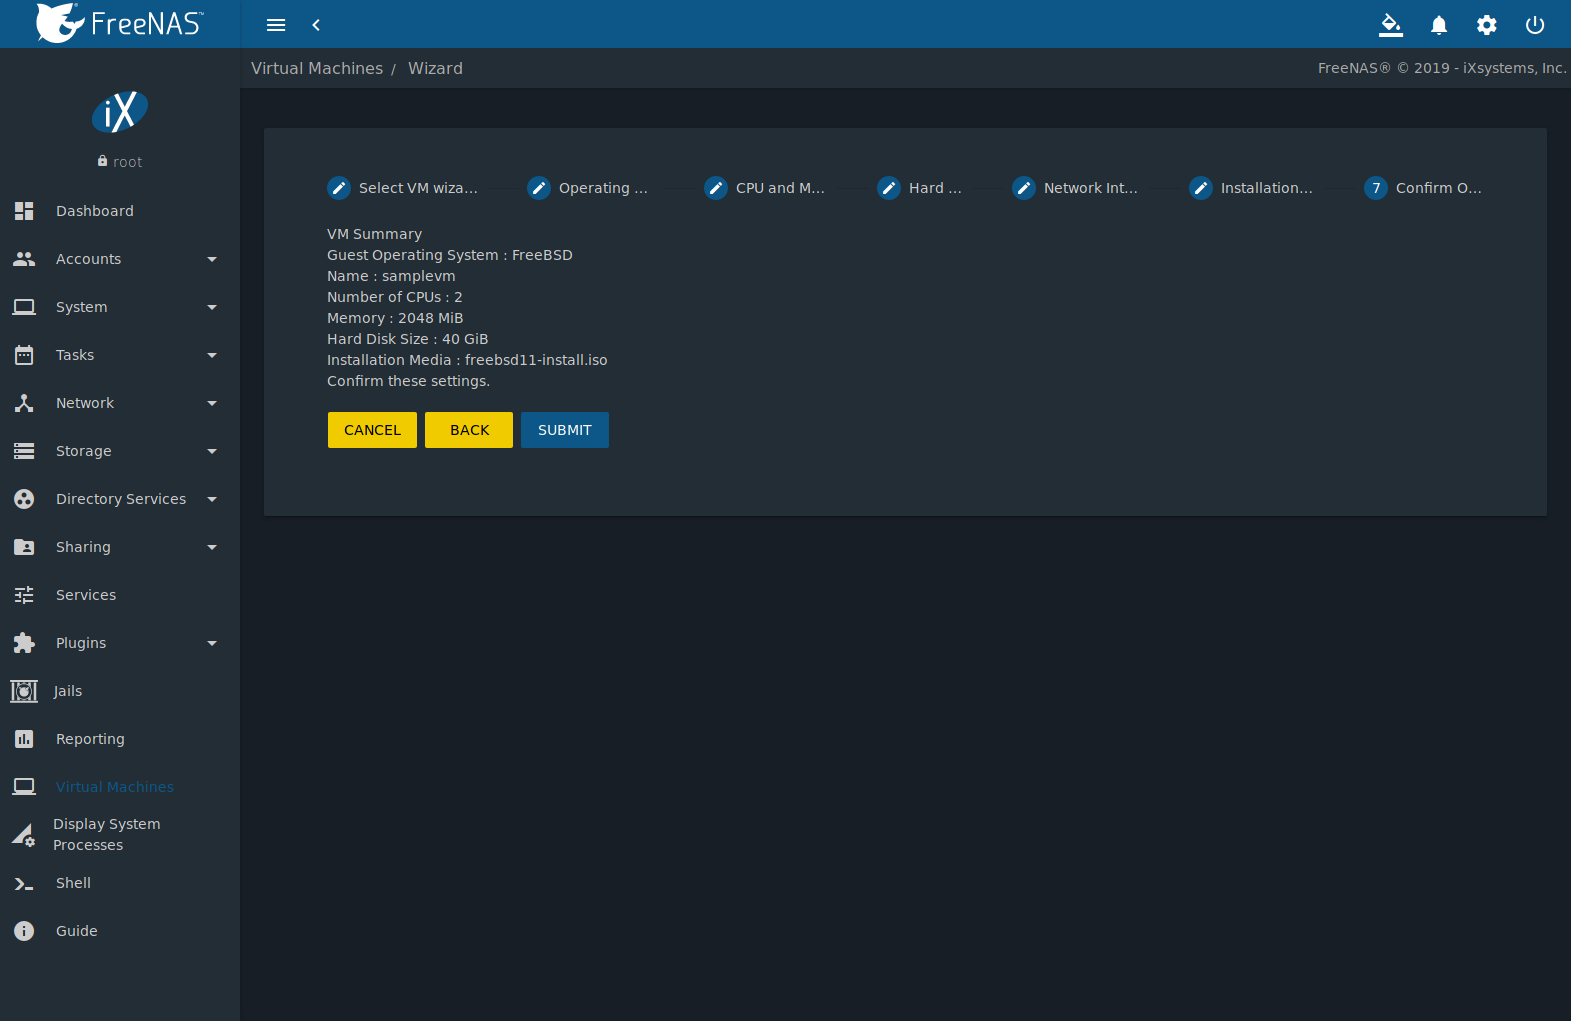 FreeNAS™
Virtual Machines / Wizard
FreeNAS® © 2019 - iXsystems, Inc.
iX
root
Dashboard
Accounts
System
Tasks
Network
Storage
Directory Services
Sharing
Services
Plugins
Jails
Reporting
Virtual Machines
Display System
Processes
Shell
Guide
Select VM wiza...
Operating ...
CPU and M...
Hard ...
Network Int...
Installation...
7 Confirm O...
VM Summary
Guest Operating System : FreeBSD
Name : samplevm
Number of CPUs : 2
Memory : 2048 MiB
Hard Disk Size : 40 GiB
Installation Media : freebsd11-install.iso
Confirm these settings.
CANCEL BACK SUBMIT